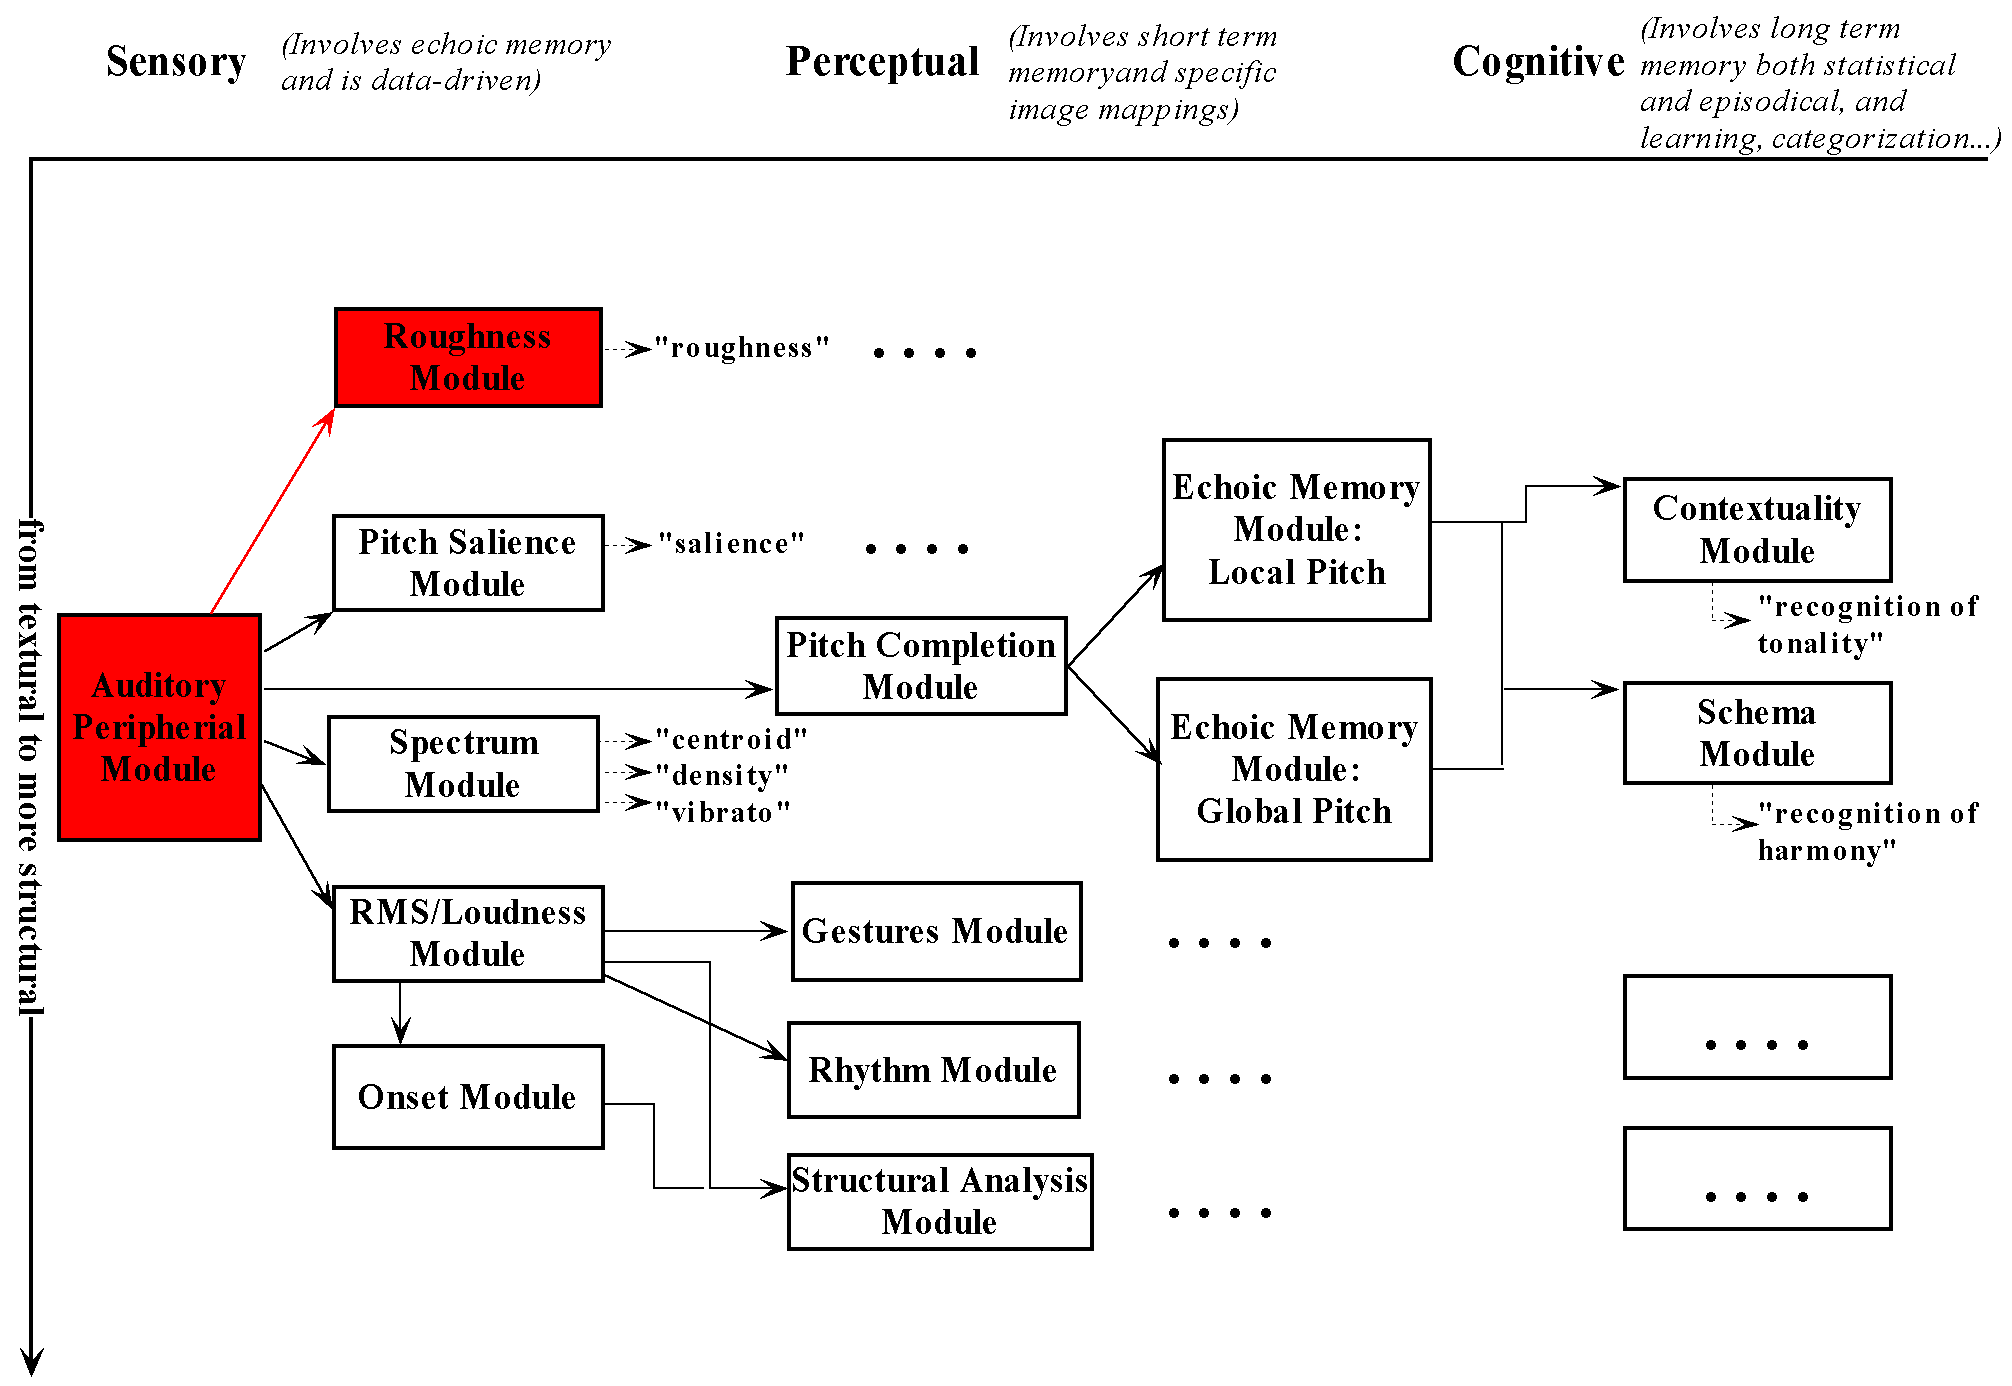 Sensory
(Involves echoic memory
and is data-driven)
Perceptual
(Involves short term
memoryand specific
image mappings)
Cognitive
(Involves long term
memory both statistical
and episodical, and
learning, categorization...)
from textural to more structural
Roughness
Module
"roughness"
. . . .
Pitch Salience
Module
"salience"
. . . .
Auditory
Peripherial
Module
Pitch Completion
Module
Echoic Memory
Module:
Local Pitch
Contextuality
Module
"recognition of
tonality"
Spectrum
Module
"centroid"
"density"
"vibrato"
Echoic Memory
Module:
Global Pitch
Schema
Module
"recognition of
harmony"
RMS/Loudness
Module
Gestures Module
. . . .
. . . .
Onset Module
Rhythm Module
. . . .
Structural Analysis
Module
. . . .
. . . .